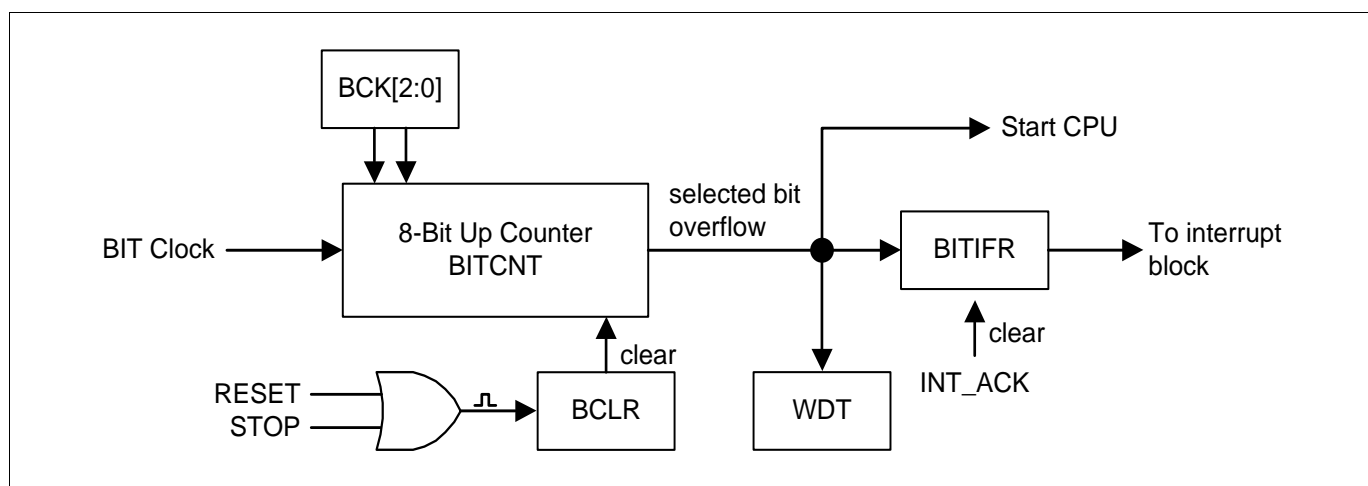 BCK[2:0]
Start CPU
selected bit
overflow
8-Bit Up Counter
BITCNT
BIT Clock
BITIFR
To interrupt
block
clear
clear
INT_ACK
RESET
STOP
BCLR
WDT